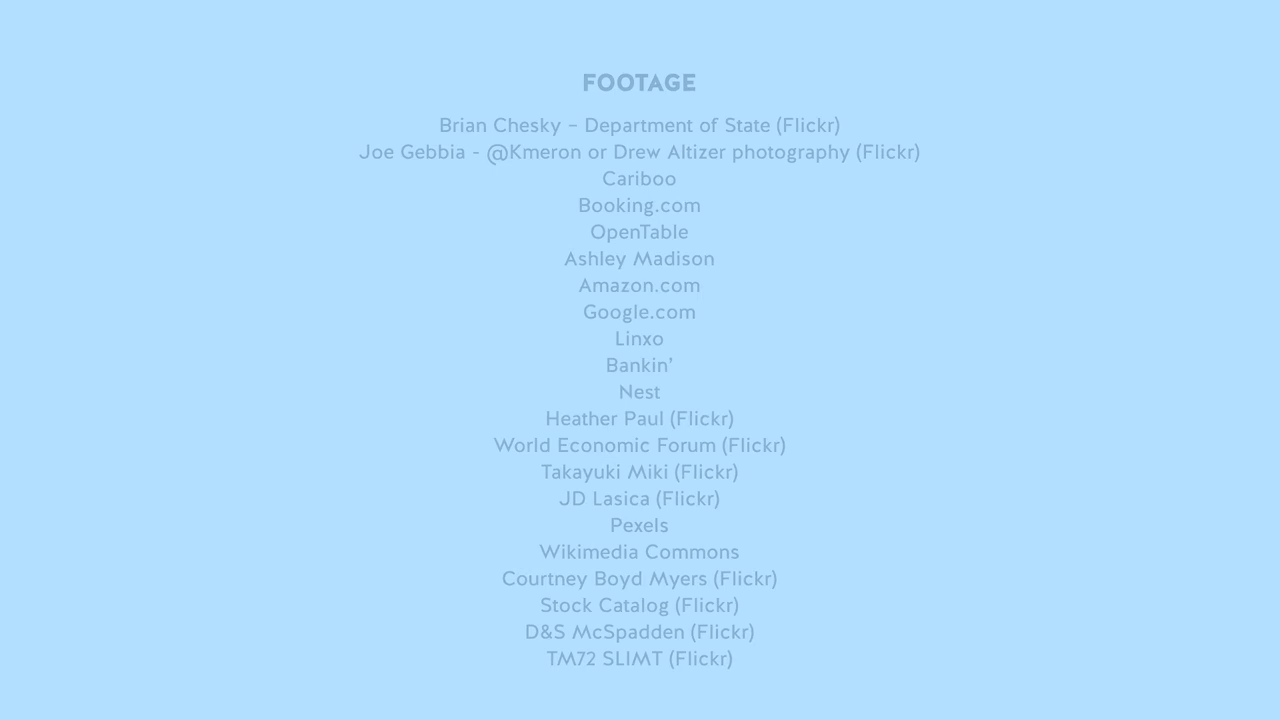 FOOTAGE
Brian Chesky – Department of State (Flickr)
Joe Gebbia - @Kmeron or Drew Altizer photography (Flickr)
Cariboo
Booking.com
OpenTable
Ashley Madison
Amazon.com
Google.com
Linxo
Bankin’
Nest
Heather Paul (Flickr)
World Economic Forum (Flickr)
Takayuki Miki (Flickr)
JD Lasica (Flickr)
Pexels
Wikimedia Commons
Courtney Boyd Myers (Flickr)
Stock Catalog (Flickr)
D&S McSpadden (Flickr)
TM72 SLIMT (Flickr)